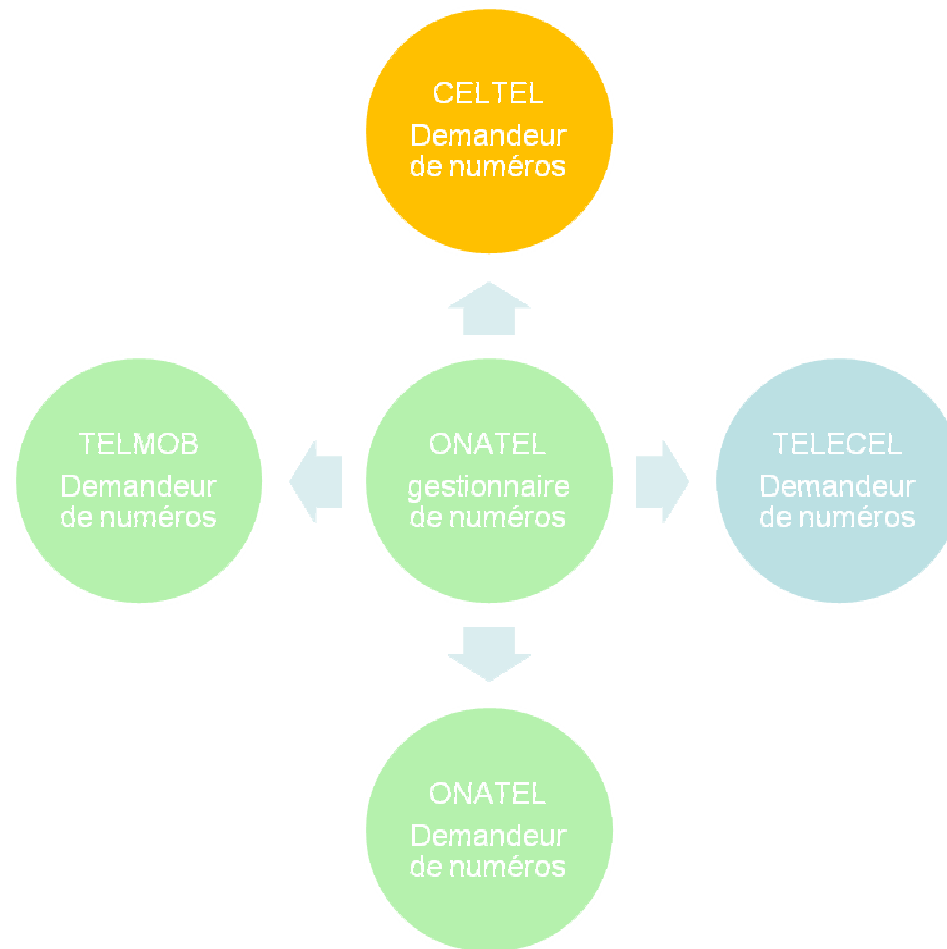 CELTEL
Demandeur
de numéros
TELMOB
Demandeur
de numéros
ONATEL
gestionnaire
de numéros
TELECEL
Demandeur
de numéros
ONATEL
Demandeur
de numéros